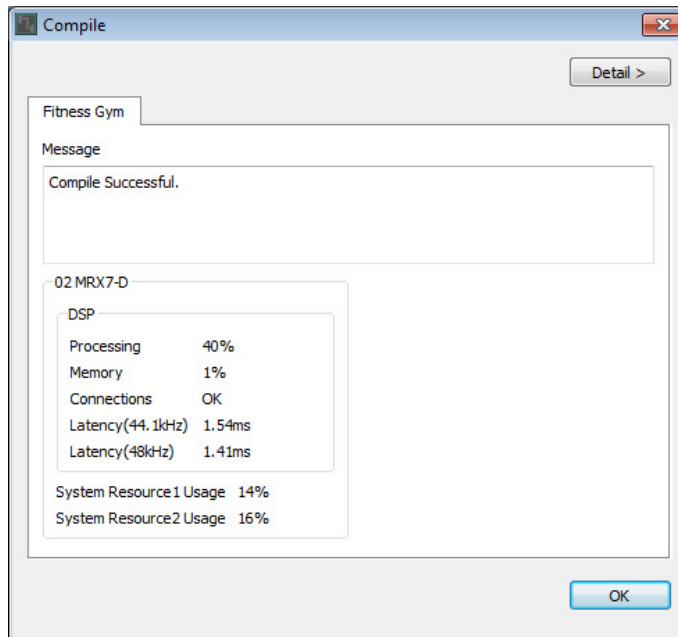 Compile
Detail >
Fitness Gym
Message
Compile Successful.
02 MRX7-D
DSP
Processing 40%
Memory 1%
Connections OK
Latency(44.1kHz) 1.54ms
Latency(48kHz) 1.41ms
System Resource1 Usage 14%
System Resource2 Usage 16%
OK